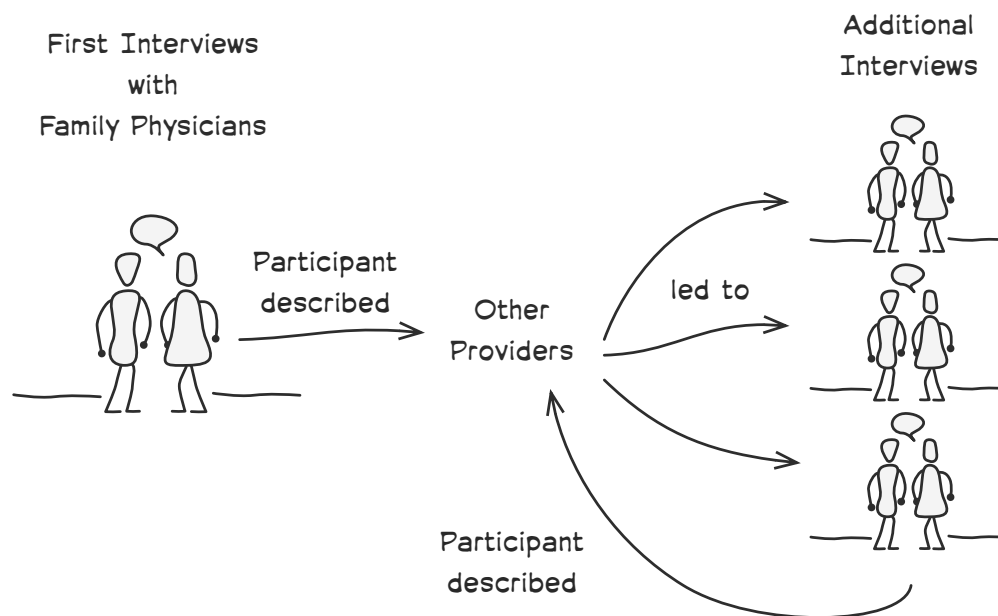 First Interviews
with
Family Physicians
Participant
described
Other
Providers
led to
Additional
Interviews
Participant
described